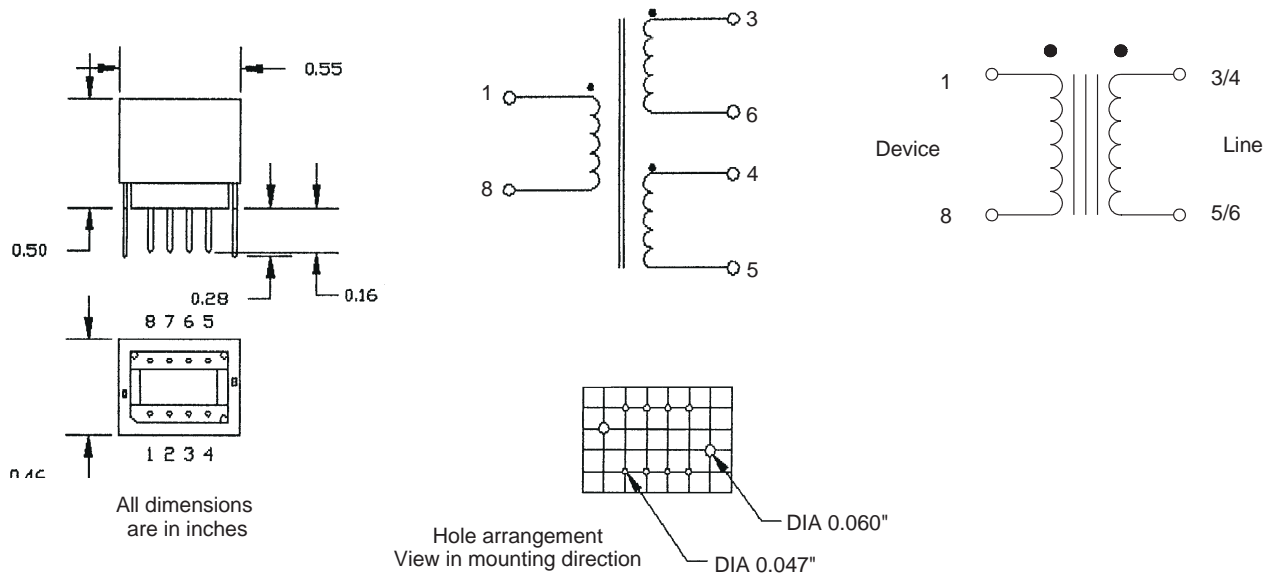 0.55
0.50
0.28
0.16
8 7 6 5
1 2 3 4
All dimensions
are in inches
1
8
3
6
4
5
Hole arrangement
View in mounting direction
DIA 0.060"
DIA 0.047"
1
Device
8
3/4
Line
5/6